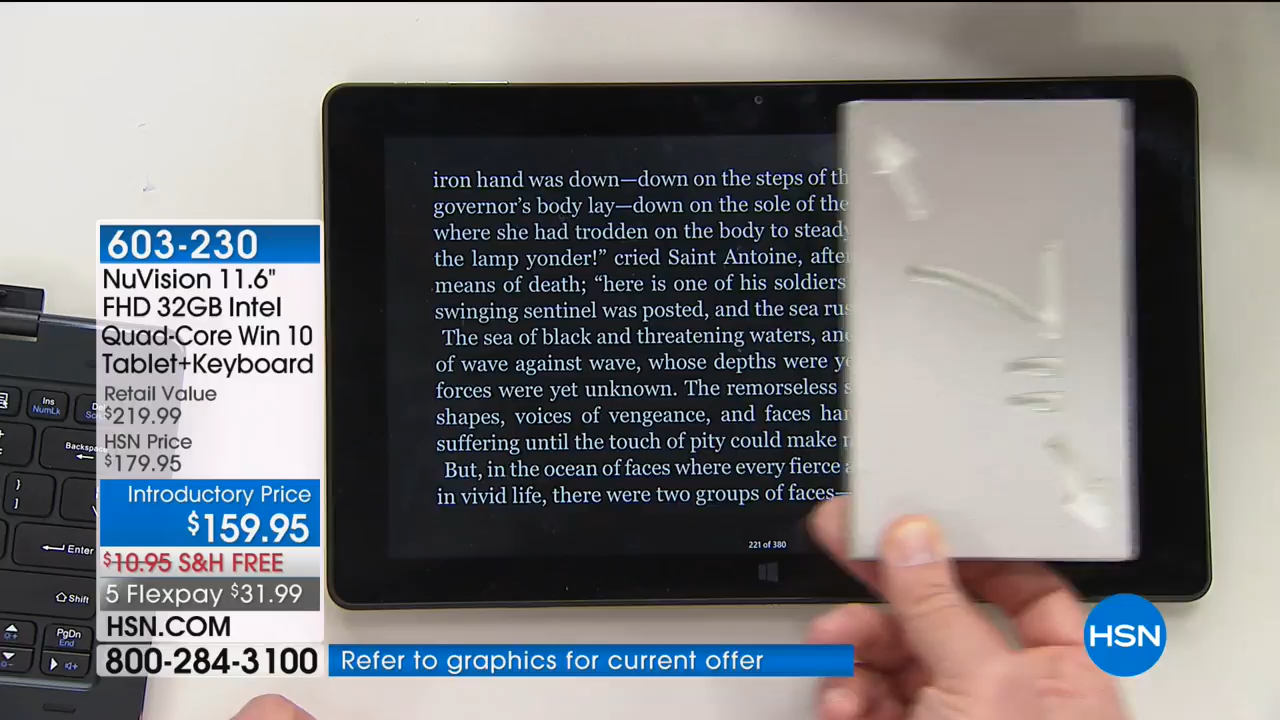 603-230
NuVision 11.6"
FHD 32GB Intel
Quad-Core Win 10
Tablet+Keyboard
Retail Value
$219.99
HSN Price
$179.95
Introductory Price
$159.95
$10.95 S&H FREE
5 Flexpay $31.99
HSN.COM
800-284-3100
Refer to graphics for current offer
HSN
iron hand was down—down on the steps of th
governor's body lay—down on the sole of the
where she had trodden on the body to steady
the lamp yonder!” cried Saint Antoine, afte
means of death; “here is one of his soldiers
swinging sentinel was posted, and the sea rus
The sea of black and threatening waters, and
of wave against wave, whose depths were ye
forces were yet unknown. The remorseless s
shapes, voices of vengeance, and faces har
suffering until the touch of pity could make
But, in the ocean of faces where every fierce
in vivid life, there were two groups of faces—
221 of 380
Ins
NumLk
Backspac
}
]
Enter
Shift
PgDn
End